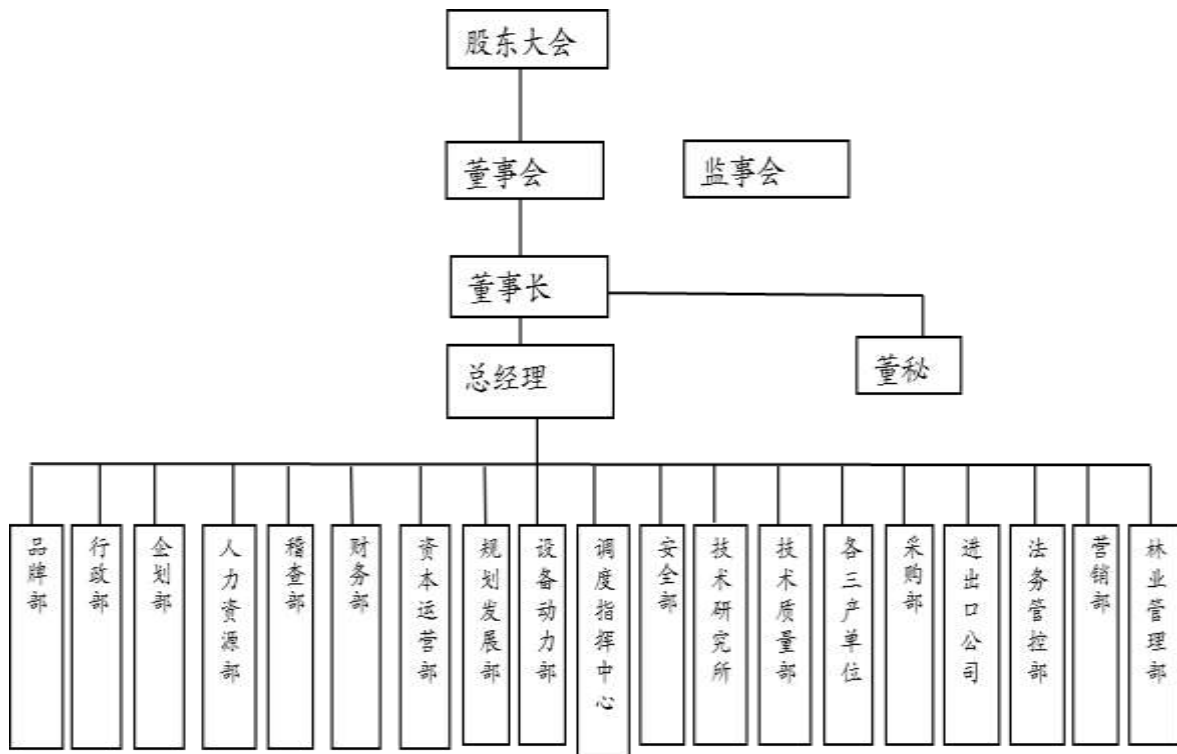 股东大会
董事会
监事会
董事长
总经理
董秘
品牌部
行政部
企划部
人力资源部
稽查部
财务部
资本运营部
规划发展部
设备动力部
调度指挥中心
安全部
技术研究所
技术质量部
各三产单位
采购部
进出口公司
法务管控部
营销部
林业管理部